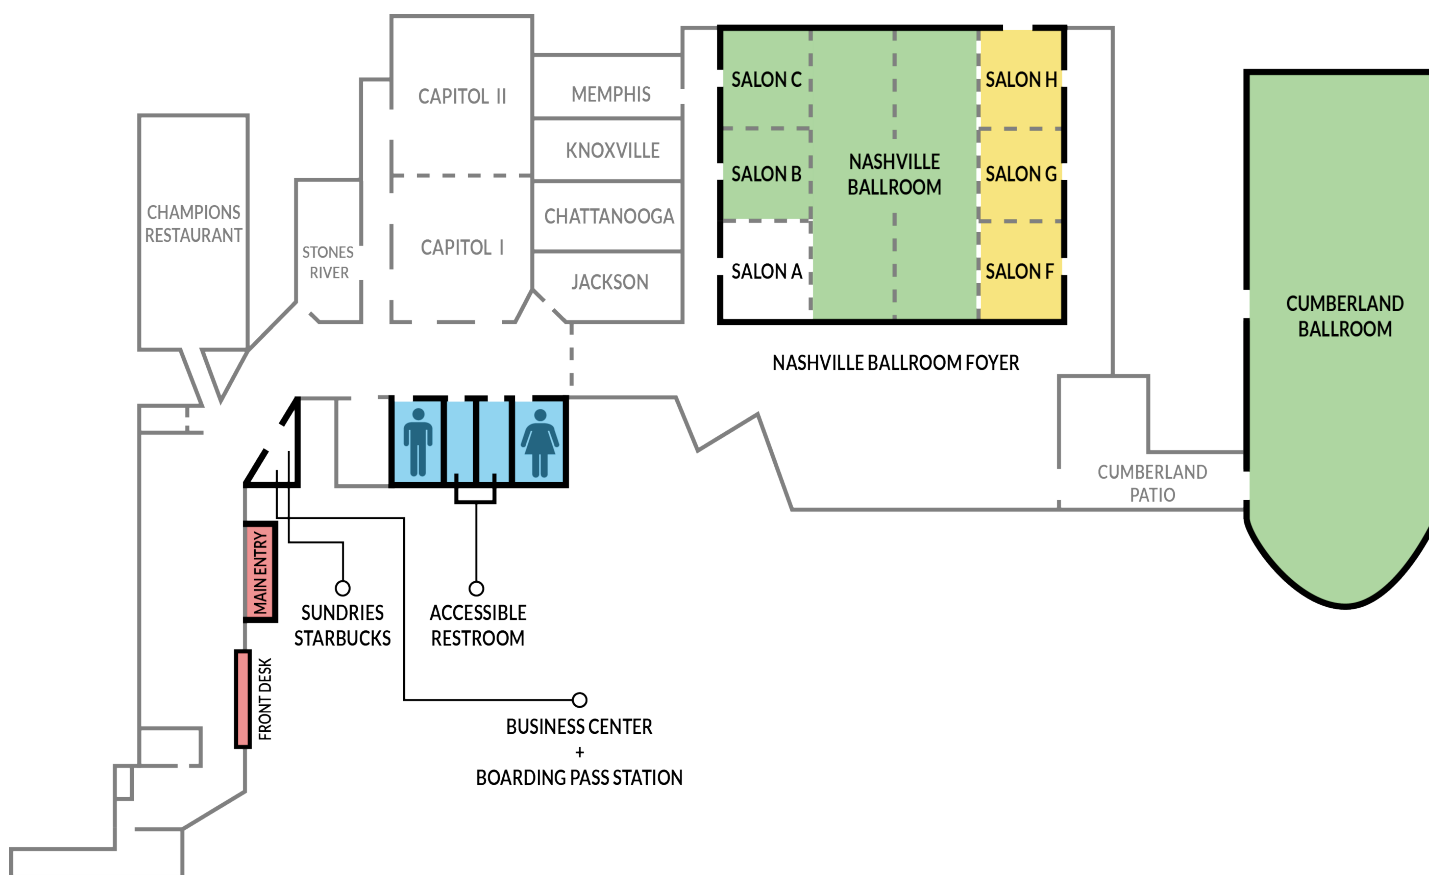 CAPITOL II
MEMPHIS
KNOXVILLE
CHAMPIONS
RESTAURANT
CHATTANOOGA
STONES
RIVER
CAPITOL I
JACKSON
SALON C
SALON H
NASHVILLE
BALLROOM
SALON B
SALON G
SALON A
SALON F
CUMBERLAND
BALLROOM
NASHVILLE BALLROOM FOYER
CUMBERLAND
PATIO
MAIN ENTRY
SUNDRIES
STARBUCKS
ACCESSIBLE
RESTROOM
FRONT DESK
BUSINESS CENTER
+
BOARDING PASS STATION